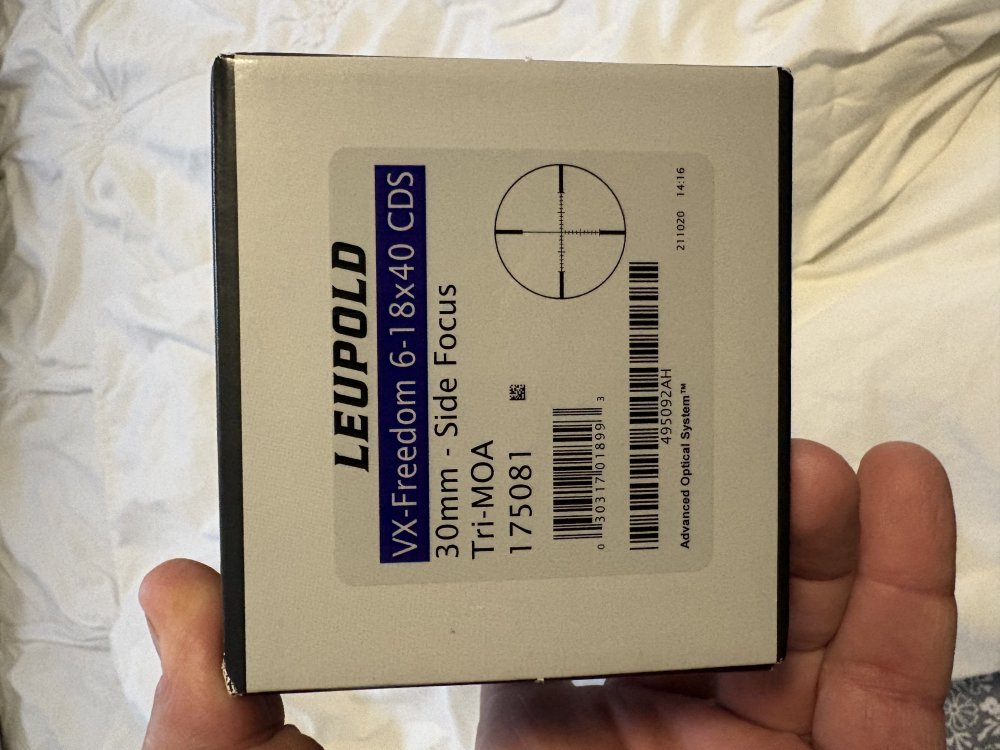 LEUPOLD
VX-Freedom 6-18x40 CDS
30mm - Side Focus
Tri-MOA
175081
0 30317 01899 3
495092AH
Advanced Optical System™
211020 14:16